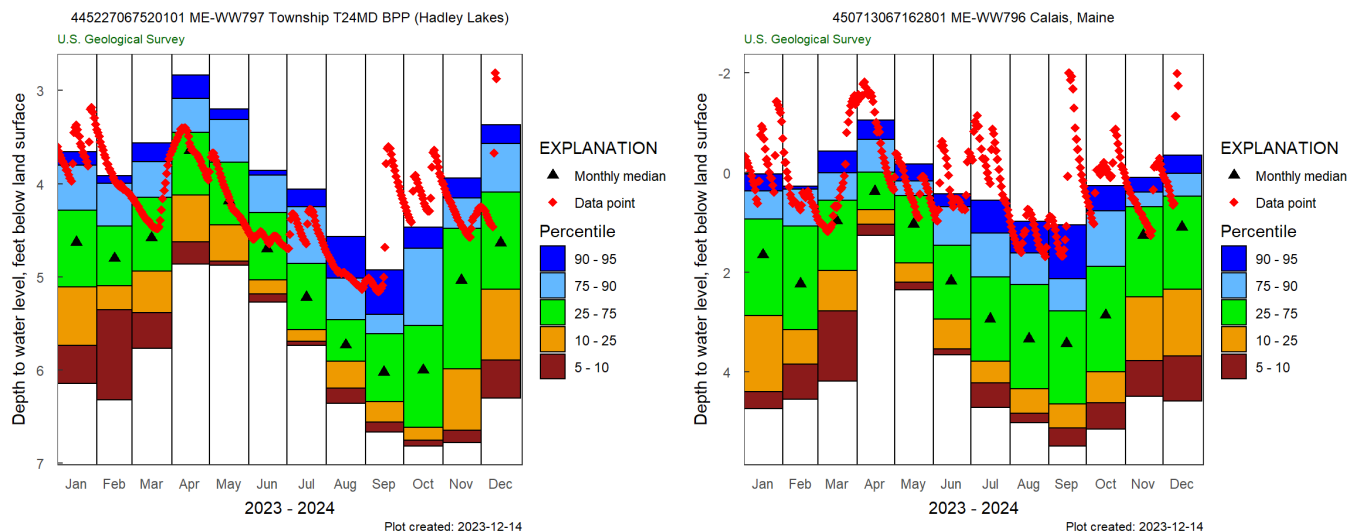 445227067520101 ME-WW797 Township T24MD BPP (Hadley Lakes)
U.S. Geological Survey
Depth to water level, feet below land surface
3
4
5
6
7
Jan Feb Mar Apr May Jun Jul Aug Sep Oct Nov Dec
2023 - 2024
Plot created: 2023-12-14
EXPLANATION
Monthly median
Data point
Percentile
90 - 95
75 - 90
25 - 75
10 - 25
5 - 10
450713067162801 ME-WW796 Calais, Maine
U.S. Geological Survey
Depth to water level, feet below land surface
-2
0
2
4
Jan Feb Mar Apr May Jun Jul Aug Sep Oct Nov Dec
2023 - 2024
Plot created: 2023-12-14
EXPLANATION
Monthly median
Data point
Percentile
90 - 95
75 - 90
25 - 75
10 - 25
5 - 10